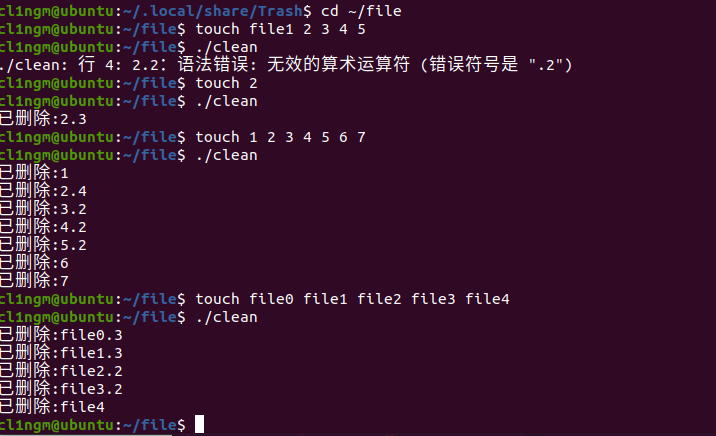 cl1ngm@ubuntu:~/.local/share/Trash$ cd ~/file
cl1ngm@ubuntu:~/file$ touch file1 2 3 4 5
cl1ngm@ubuntu:~/file$ ./clean
./clean: 行 4: 2.2: 语法错误: 无效的算术运算符 (错误符号是 ".2")
cl1ngm@ubuntu:~/file$ touch 2
cl1ngm@ubuntu:~/file$ ./clean
已删除:2.3
cl1ngm@ubuntu:~/file$ touch 1 2 3 4 5 6 7
cl1ngm@ubuntu:~/file$ ./clean
已删除:1
已删除:2.4
已删除:3.2
已删除:4.2
已删除:5.2
已删除:6
已删除:7
cl1ngm@ubuntu:~/file$ touch file0 file1 file2 file3 file4
cl1ngm@ubuntu:~/file$ ./clean
已删除:file0.3
已删除:file1.3
已删除:file2.2
已删除:file3.2
已删除:file4
cl1ngm@ubuntu:~/file$